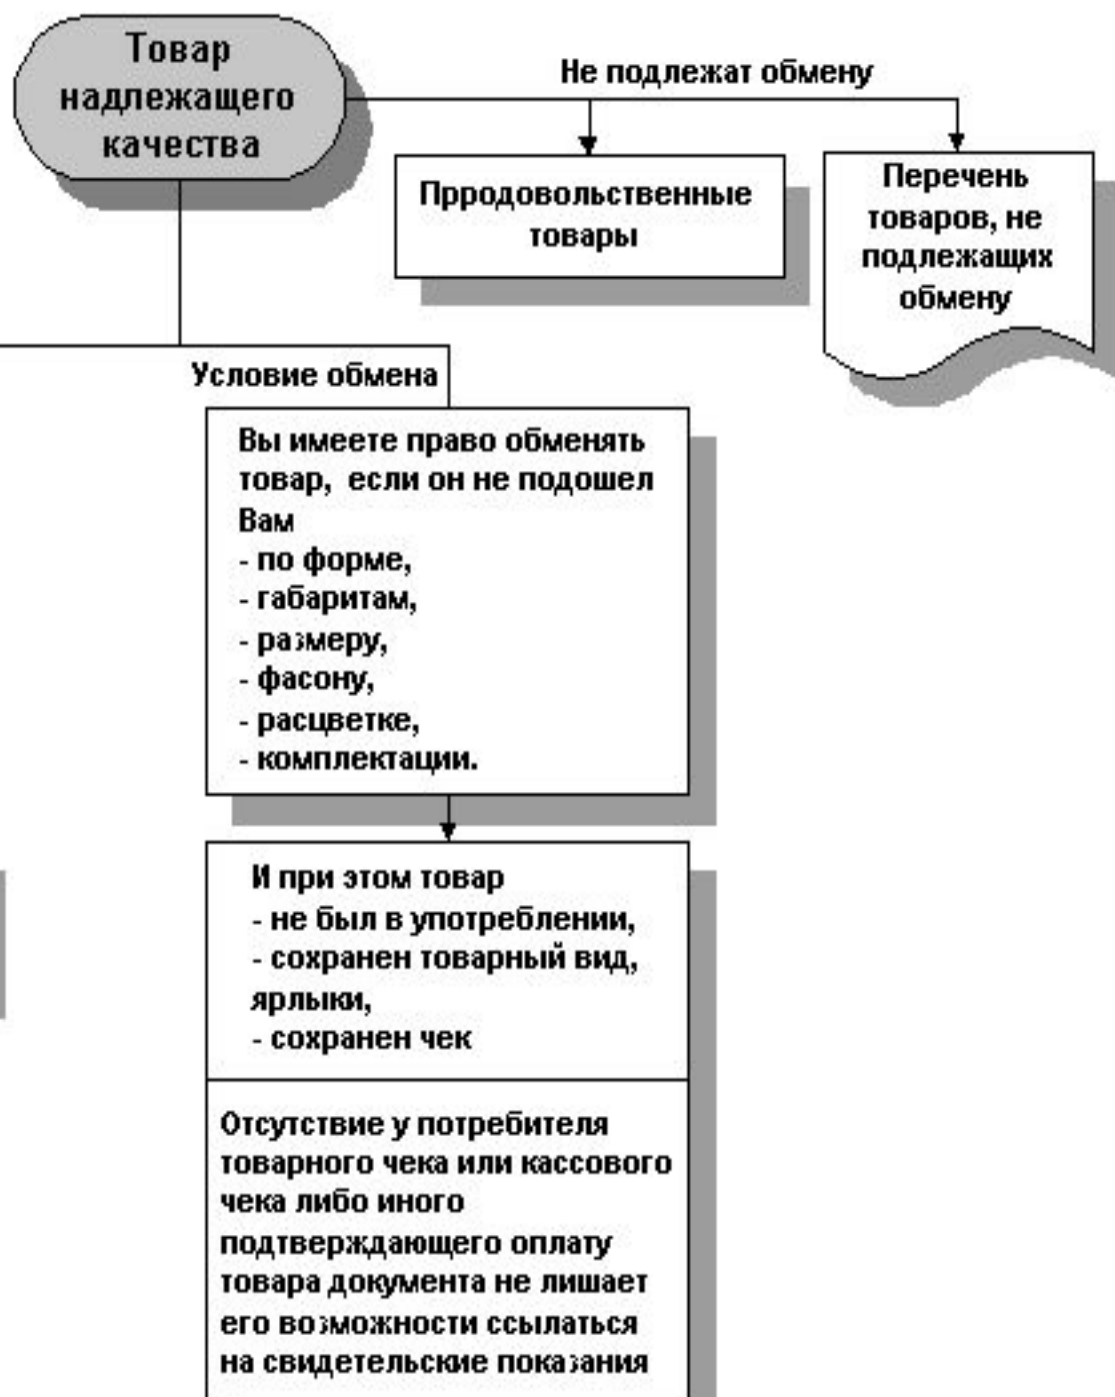 Товар
надлежащего
качества
Не подлежат обмену
Прродовольственные
товары
Перечень
товаров, не
подлежащих
обмену
Условие обмена
Вы имеете право обменять
товар, если он не подошел
Вам
- по форме,
- габаритам,
- размеру,
- фасону,
- расцветке,
- комплектации.
И при этом товар
- не был в употреблении,
- сохранен товарный вид,
ярлыки,
- сохранен чек
Отсутствие у потребителя
товарного чека или кассового
чека либо иного
подтверждающего оплату
товара документа не лишает
его возможности ссылаться
на свидетельские показания